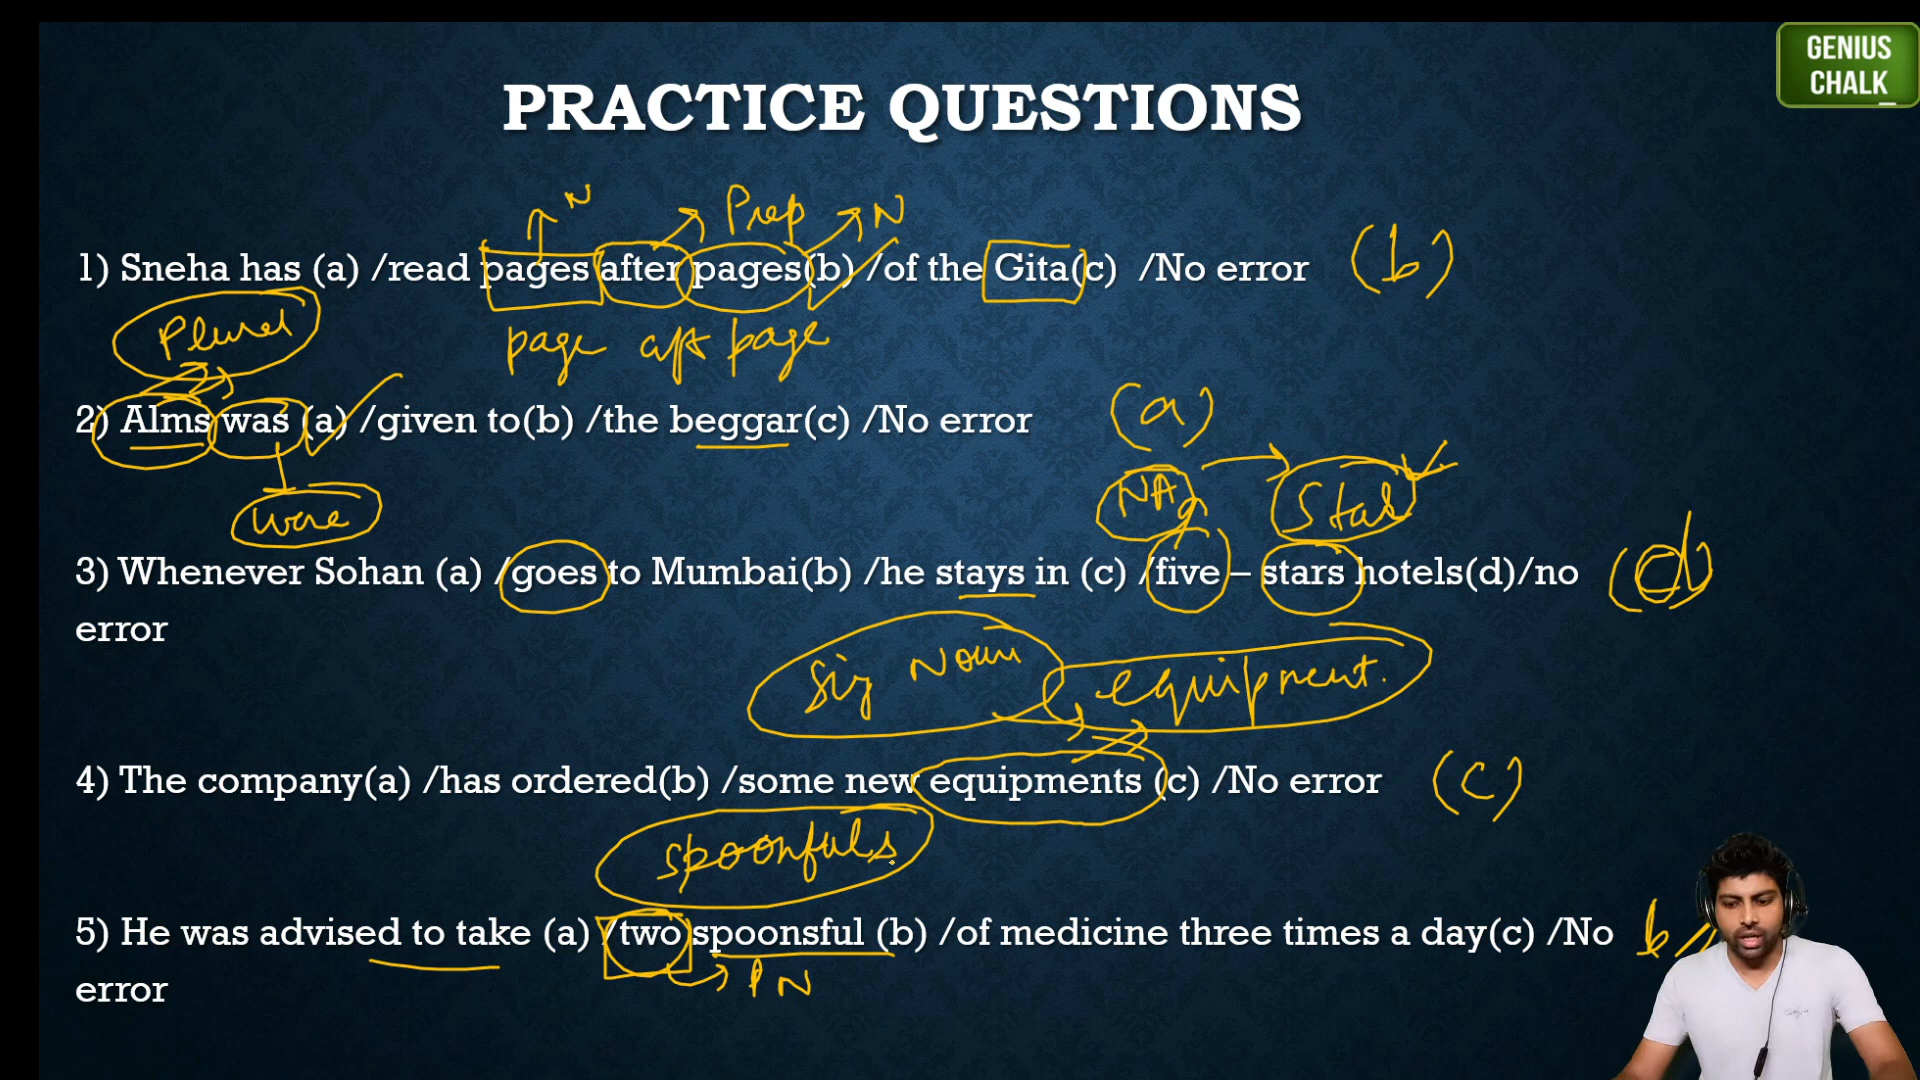 GENIUS
CHALK
PRACTICE QUESTIONS
N
Prep
N
1) Sneha has (a) /read pages after pages(b) /of the Gita(c) /No error
(b)
Plural
page aft page
2) Alms was (a) /given to(b) /the beggar(c) /No error
(a)
were
NAg
Star
3) Whenever Sohan (a) /goes to Mumbai(b) /he stays in (c) /five – stars hotels(d)/no
error
(d)
Sig Noun
equipment.
4) The company(a) /has ordered(b) /some new equipments (c) /No error
(c)
spoonfuls
5) He was advised to take (a) /two spoonsful (b) /of medicine three times a day(c) /No
error
b
PN